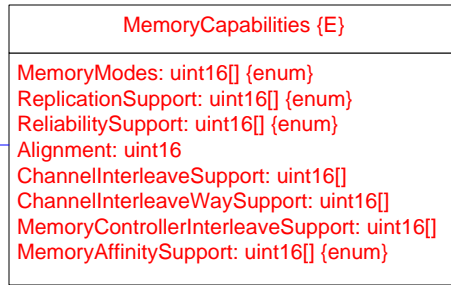 MemoryCapabilities {E}
MemoryModes: uint16[] {enum}
ReplicationSupport: uint16[] {enum}
ReliabilitySupport: uint16[] {enum}
Alignment: uint16
ChannelInterleaveSupport: uint16[]
ChannelInterleaveWaySupport: uint16[]
MemoryControllerInterleaveSupport: uint16[]
MemoryAffinitySupport: uint16[] {enum}